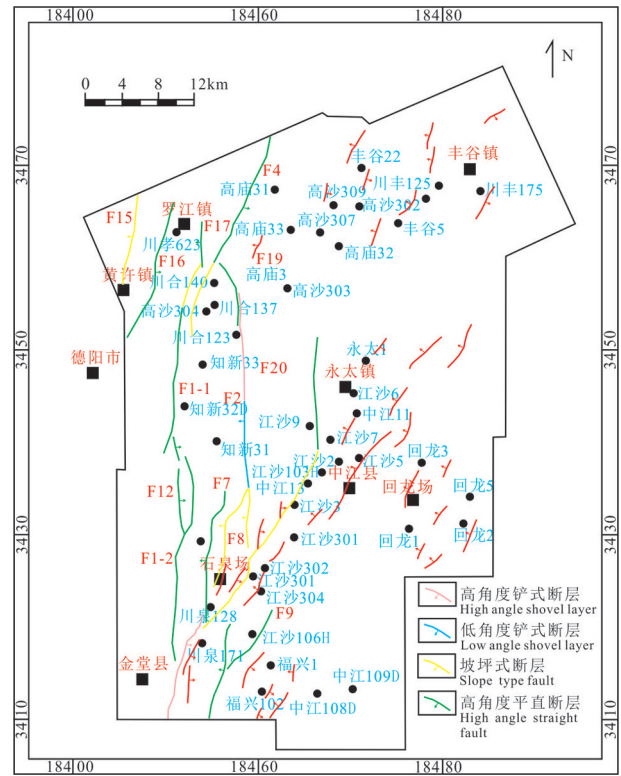 18400
18460
18480
N
0 4 8 12km
3470
3450
3430
3410
3470
3450
3430
3410
丰谷22
丰谷镇
F4
高庙31
高沙309
川丰125
川丰175
高沙302
F15
罗江镇
F17
高庙33
高沙307
丰谷5
川孝623
F16
F19
高庙32
黄许镇
川合140
高庙3
高沙303
高沙304
川合137
川合123
永太1
德阳市
知新33
F20
永太镇
F1-1
F2
江沙6
知新32D
中江11
江沙9
知新31
江沙7
江沙2
江沙5
回龙3
江沙103H
中江县
F12
F7
中江13
回龙场
回龙5
江沙3
F8
江沙301
回龙1
回龙2
F1-2
石泉场
江沙302
江沙301
江沙304
川泉128
F9
江沙106H
川泉171
金堂县
福兴1
中江109D
福兴102
中江108D
高角度铲式断层
High angle shovel layer
低角度铲式断层
Low angle shovel layer
坡坪式断层
Slope type fault
高角度平直断层
High angle straight
fault
18400
18460
18480